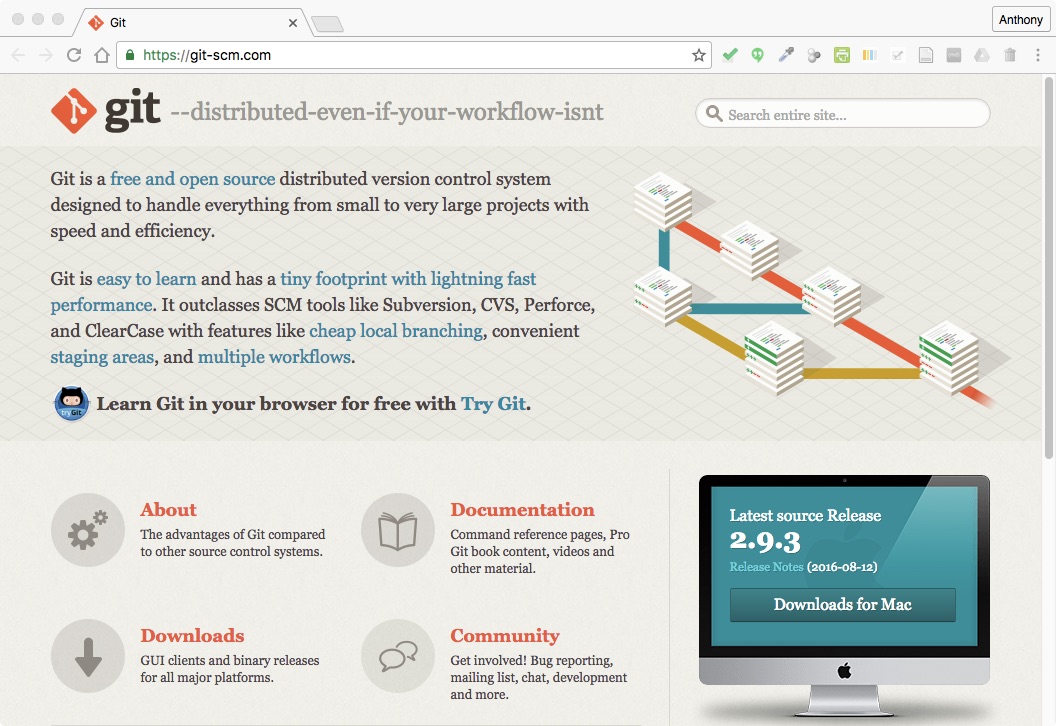 Git
Anthony
https://git-scm.com
git --distributed-even-if-your-workflow-isnt
Search entire site...
Git is a free and open source distributed version control system
designed to handle everything from small to very large projects with
speed and efficiency.
Git is easy to learn and has a tiny footprint with lightning fast
performance. It outclasses SCM tools like Subversion, CVS, Perforce,
and ClearCase with features like cheap local branching, convenient
staging areas, and multiple workflows.
try Git
Learn Git in your browser for free with Try Git.
About
The advantages of Git compared
to other source control systems.
Documentation
Command reference pages, Pro
Git book content, videos and
other material.
Downloads
GUI clients and binary releases
for all major platforms.
Community
Get involved! Bug reporting,
mailing list, chat, development
and more.
Latest source Release
2.9.3
Release Notes (2016-08-12)
Downloads for Mac